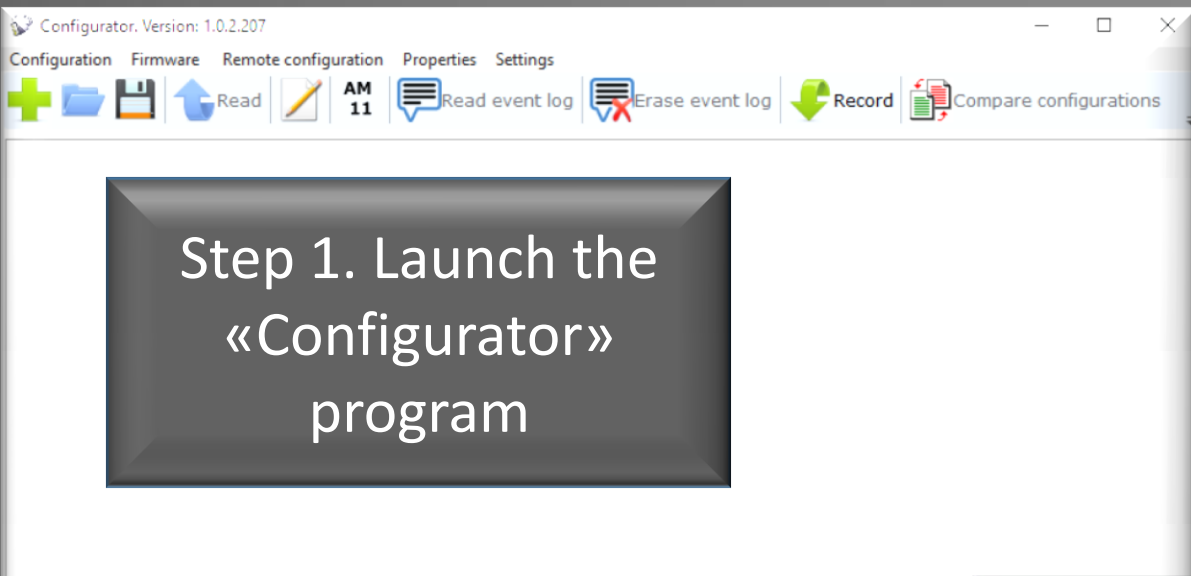 Configurator. Version: 1.0.2.207
Configuration Firmware Remote configuration Properties Settings
Read AM 11 Read event log Erase event log Record Compare configurations
Step 1. Launch the
«Configurator»
program